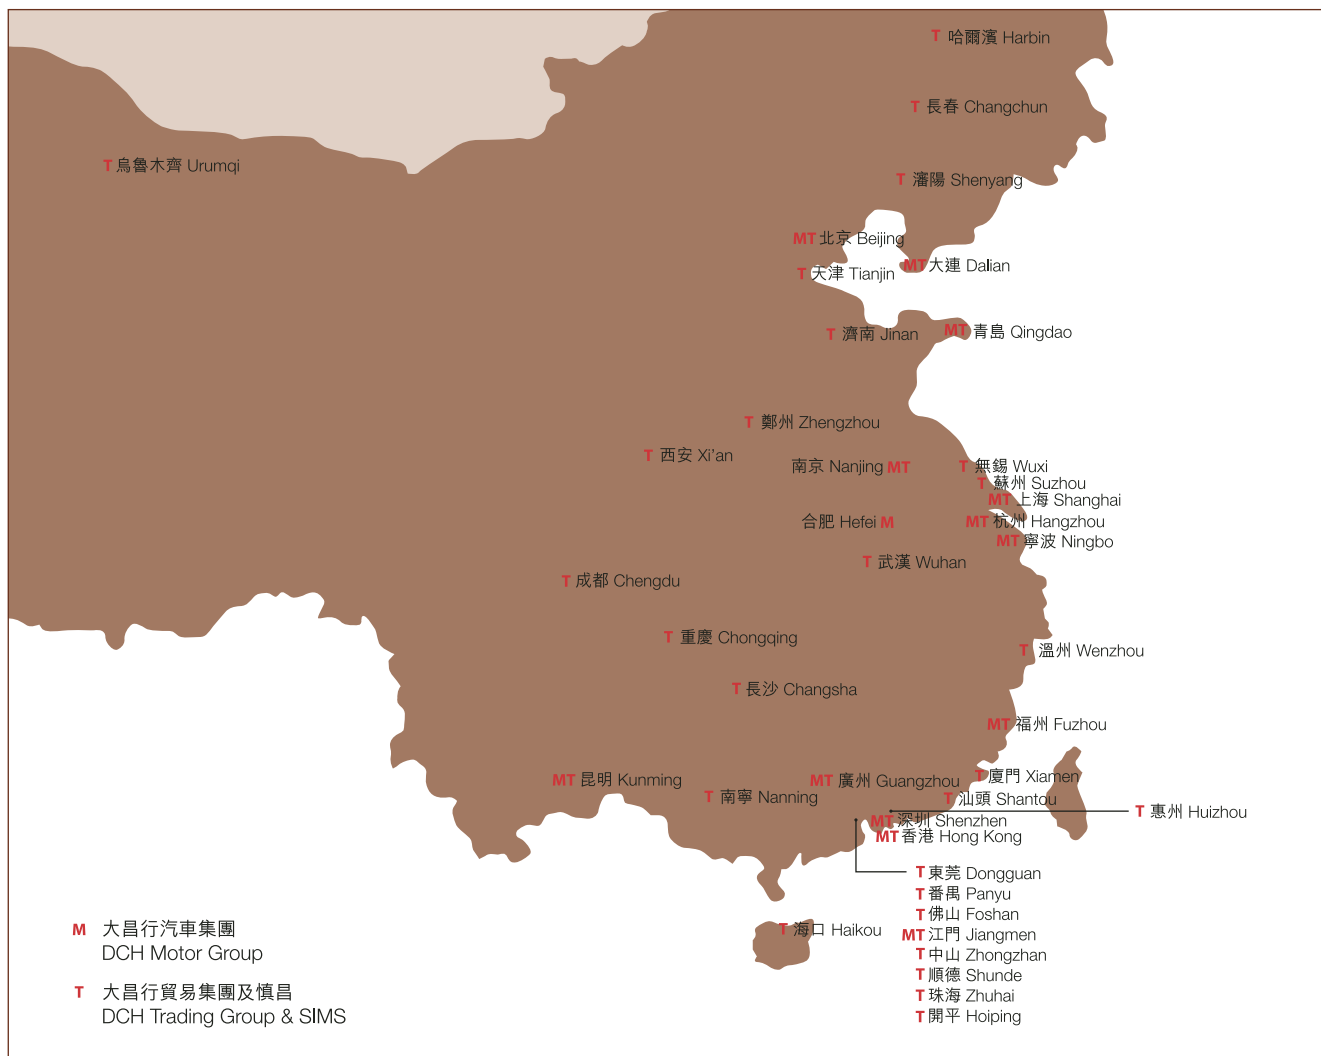 T 哈爾濱 Harbin
T 長春 Changchun
T 烏魯木齊 Urumqi
T 瀋陽 Shenyang
MT 北京 Beijing
MT 大連 Dalian
T 天津 Tianjin
T 濟南 Jinan
MT 青島 Qingdao
T 鄭州 Zhengzhou
T 西安 Xi’an
南京 Nanjing MT
T 無錫 Wuxi
T 蘇州 Suzhou
MT 上海 Shanghai
合肥 Hefei M
MT 杭州 Hangzhou
MT 寧波 Ningbo
T 武漢 Wuhan
T 成都 Chengdu
T 重慶 Chongqing
T 溫州 Wenzhou
T 長沙 Changsha
MT 福州 Fuzhou
MT 昆明 Kunming
T 南寧 Nanning
MT 廣州 Guangzhou
T 廈門 Xiamen
T 汕頭 Shantou
T 惠州 Huizhou
MT 深圳 Shenzhen
MT 香港 Hong Kong
T 東莞 Dongguan
T 番禺 Panyu
T 佛山 Foshan
MT 江門 Jiangmen
T 中山 Zhongzhan
T 順德 Shunde
T 珠海 Zhuhai
T 開平 Hoiping
T 海口 Haikou
M 大昌行汽車集團
DCH Motor Group
T 大昌行貿易集團及慎昌
DCH Trading Group & SIMS